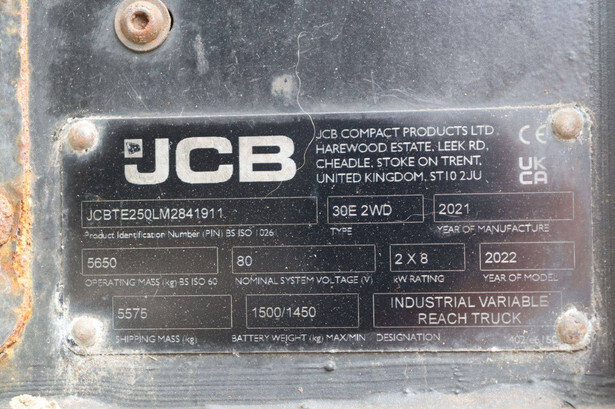 JCB
JCB COMPACT PRODUCTS LTD
HAREWOOD ESTATE, LEEK RD,
CHEADLE, STOKE ON TRENT,
UNITED KINGDOM, ST10 2JU
CE
UK
CA
JCBTE250LM2841911
Product Identification Number (PIN) BS ISO 10261
30E 2WD
TYPE
2021
YEAR OF MANUFACTURE
5650
OPERATING MASS (kg) BS ISO 60
80
NOMINAL SYSTEM VOLTAGE (V)
2 X 8
kW RATING
2022
YEAR OF MODEL
5575
SHIPPING MASS (kg)
1500/1450
BATTERY WEIGHT (kg) MAX/MIN
INDUSTRIAL VARIABLE
REACH TRUCK
DESIGNATION